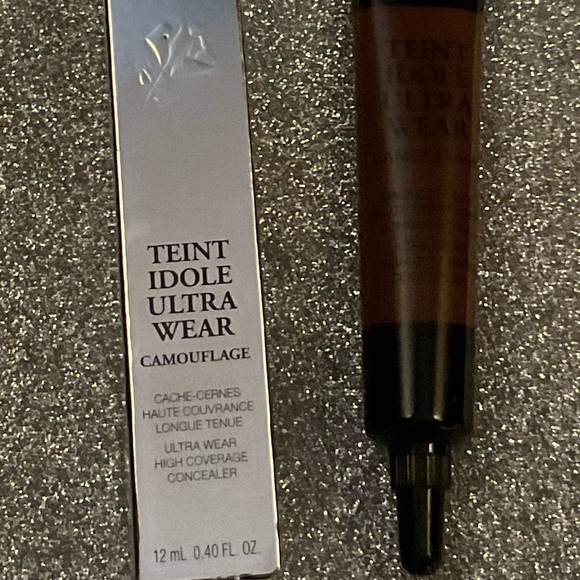 TEINT
IDOLE
ULTRA
WEAR
CAMOUFLAGE
CACHE-CERNES
HAUTE COUVRANCE
LONGUE TENUE
ULTRA WEAR
HIGH COVERAGE
CONCEALER
12 mL 0.40 FL. OZ.
TEINT
IDOLE
ULTRA
WEAR